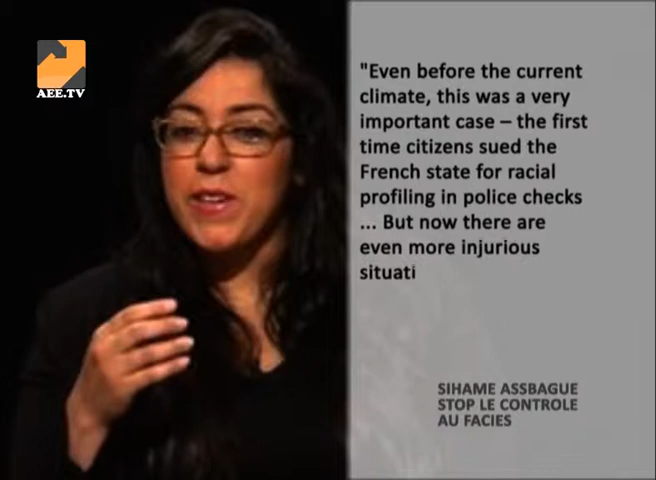 AEE.TV
"Even before the current
climate, this was a very
important case – the first
time citizens sued the
French state for racial
profiling in police checks
... But now there are
even more injurious
situati
SIHAME ASSBAGUE
STOP LE CONTROLE
AU FACIES